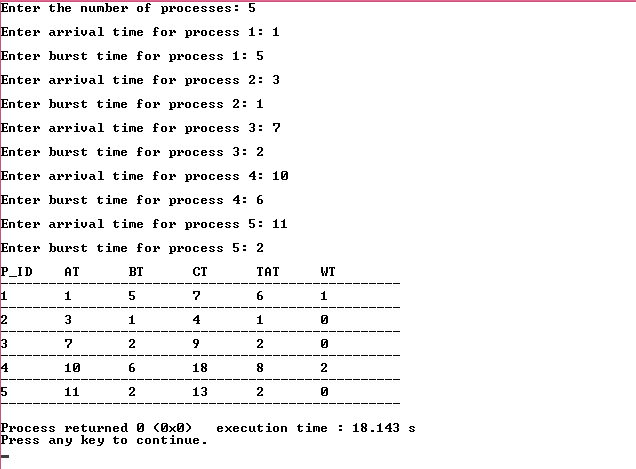 Enter the number of processes: 5
Enter arrival time for process 1: 1
Enter burst time for process 1: 5
Enter arrival time for process 2: 3
Enter burst time for process 2: 1
Enter arrival time for process 3: 7
Enter burst time for process 3: 2
Enter arrival time for process 4: 10
Enter burst time for process 4: 6
Enter arrival time for process 5: 11
Enter burst time for process 5: 2
P_ID AT BT CT TAT WT
1 1 5 7 6 1
2 3 1 4 1 0
3 7 2 9 2 0
4 10 6 18 8 2
5 11 2 13 2 0
Process returned 0 (0x0) execution time : 18.143 s
Press any key to continue.